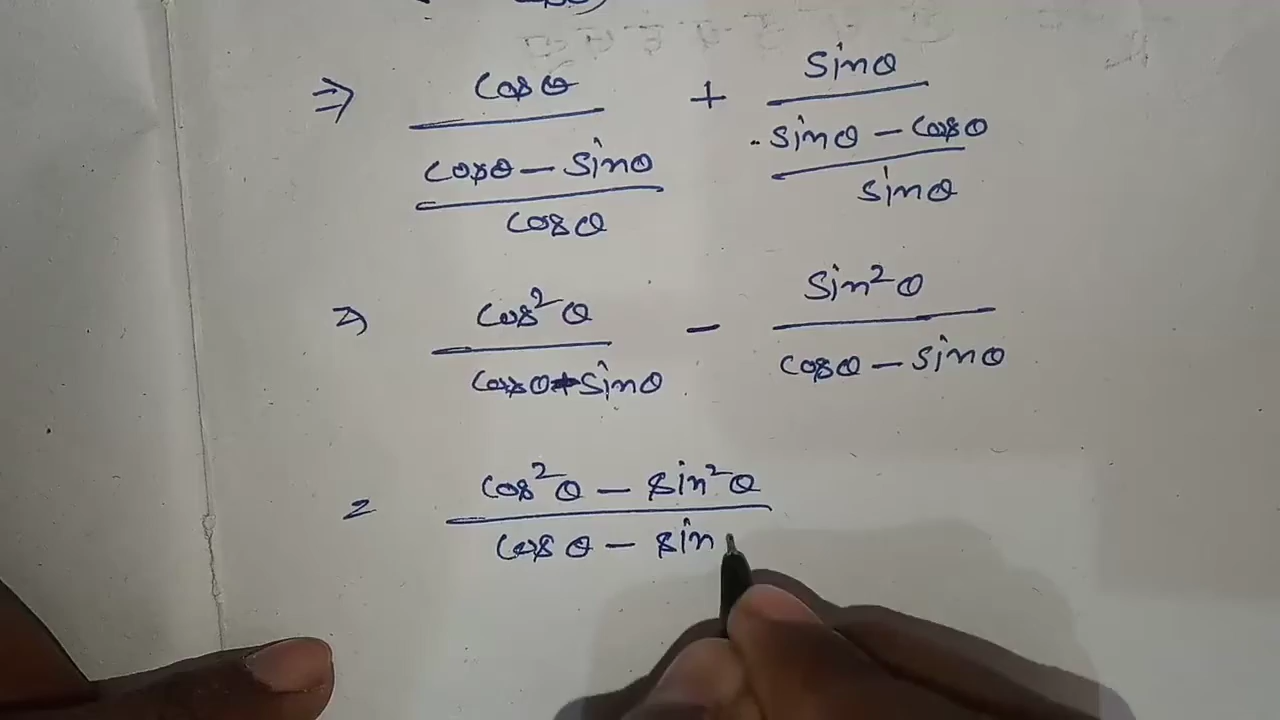 ⇒ cosθ / ((cosθ − sinθ) / cosθ) + sinθ / ((sinθ − cosθ) / sinθ)
⇒ cos²θ / (cosθ − sinθ) − sin²θ / (cosθ − sinθ)
= (cos²θ − sin²θ) / (cosθ − sin